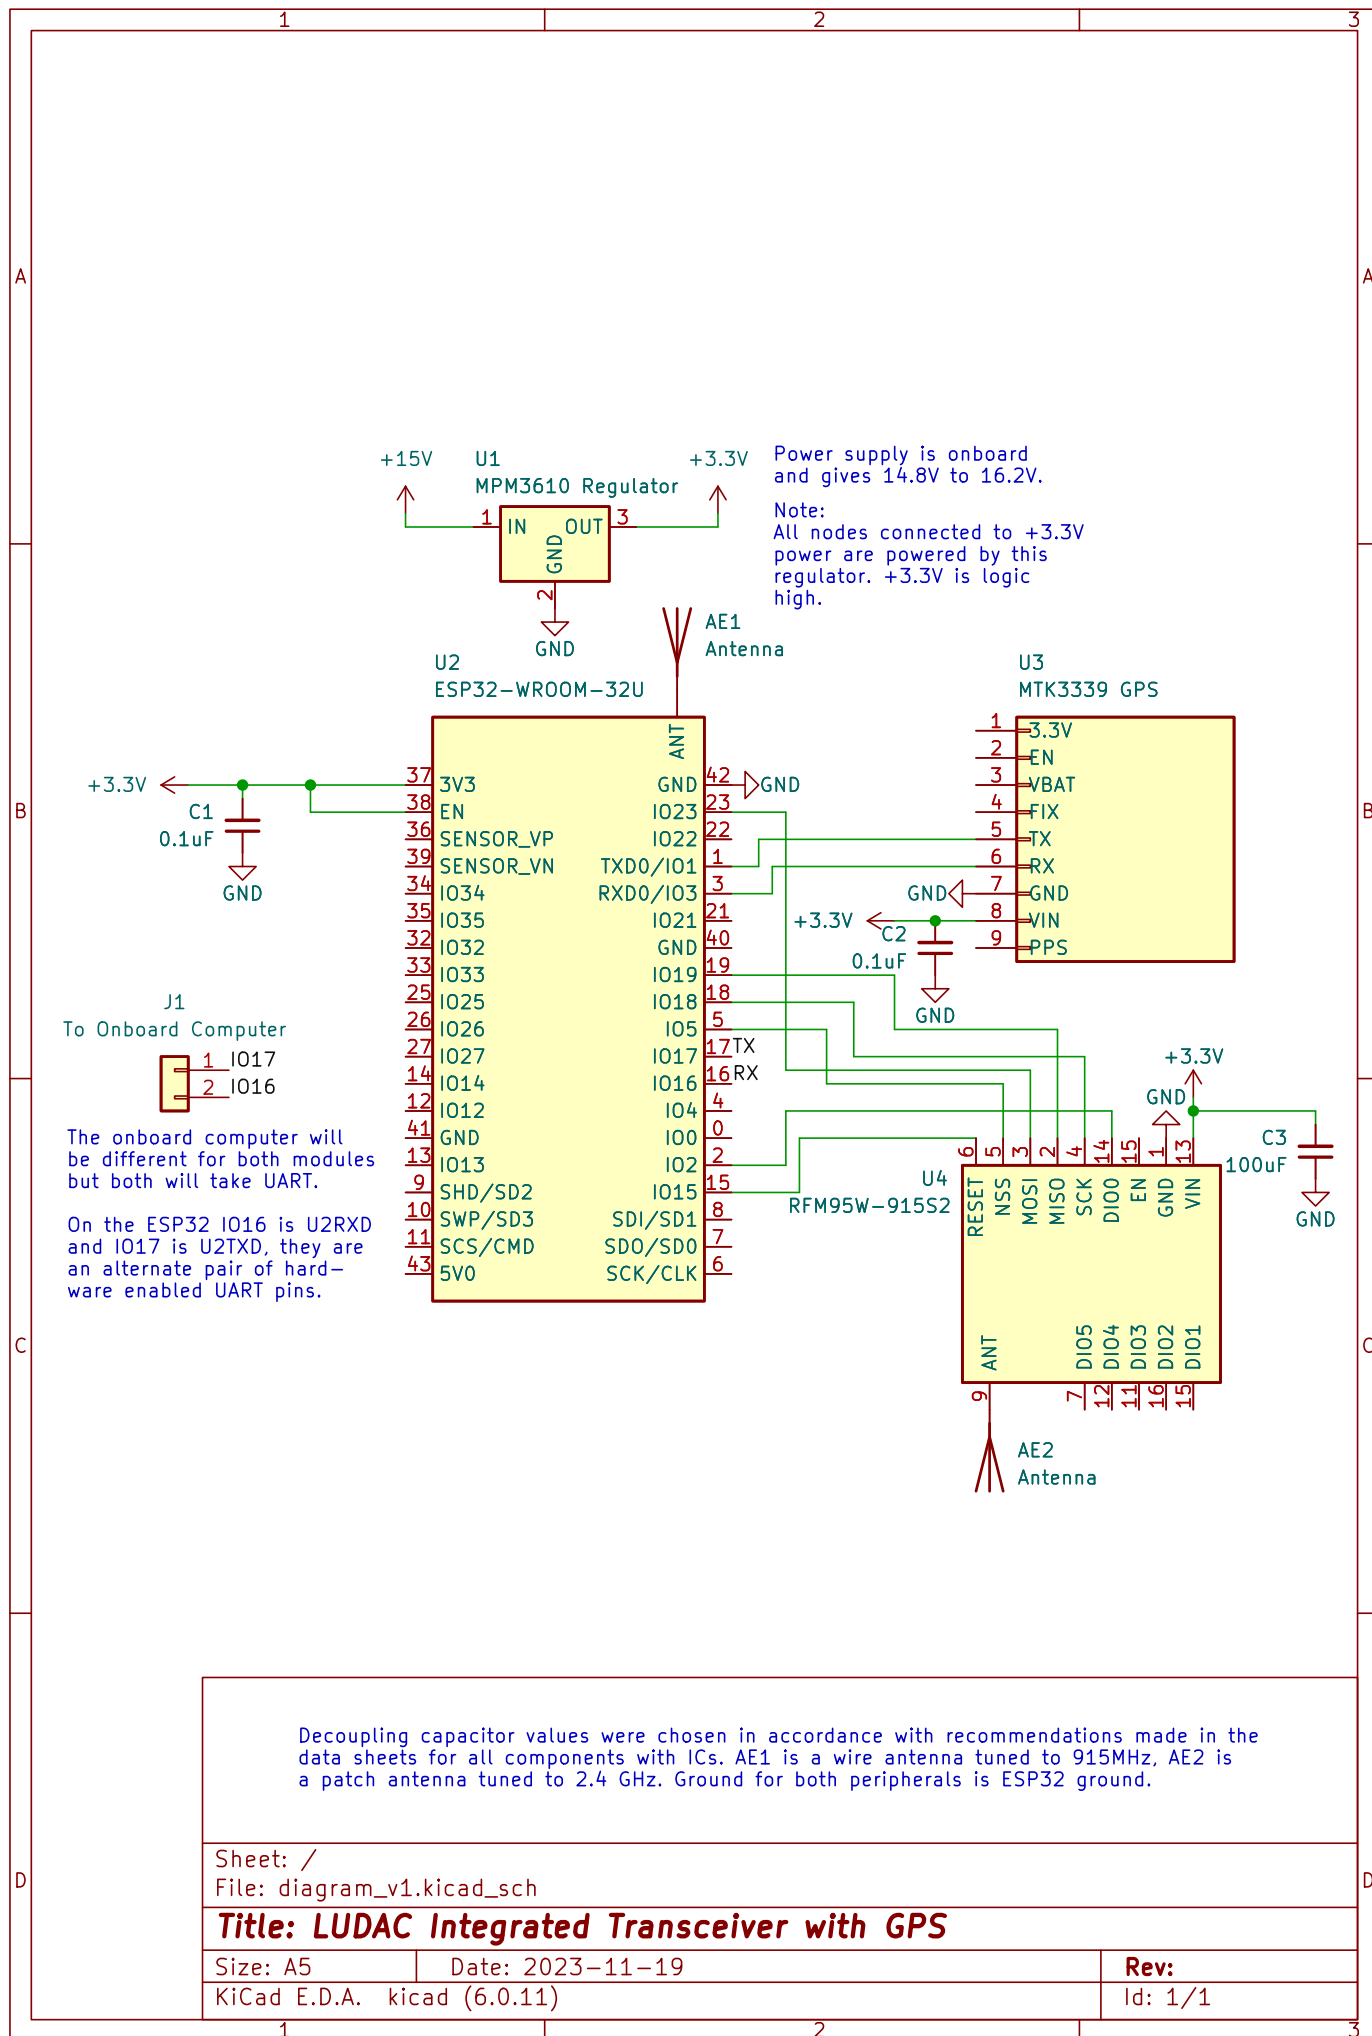 1
2
3
A
A
+15V
U1
MPM3610 Regulator
+3.3V
Power supply is onboard
and gives 14.8V to 16.2V.
Note:
All nodes connected to +3.3V
power are powered by this
regulator. +3.3V is logic
high.
1
IN
OUT
3
GND
2
GND
AE1
Antenna
U2
ESP32-WROOM-32U
ANT
U3
MTK3339 GPS
+3.3V
C1
0.1uF
GND
37
3V3
38
EN
36
SENSOR_VP
39
SENSOR_VN
34
IO34
35
IO35
32
IO32
33
IO33
25
IO25
26
IO26
27
IO27
14
IO14
12
IO12
41
GND
13
IO13
9
SHD/SD2
10
SWP/SD3
11
SCS/CMD
43
5V0
GND
42
GND
IO23
23
IO22
22
TXD0/IO1
1
RXD0/IO3
3
IO21
21
GND
40
IO19
19
IO18
18
IO5
5
IO17
17
TX
IO16
16
RX
IO4
4
IO0
0
IO2
2
IO15
15
SDI/SD1
8
SDO/SD0
7
SCK/CLK
6
1
3.3V
2
EN
3
VBAT
4
FIX
5
TX
6
RX
GND
7
GND
+3.3V
8
VIN
9
PPS
C2
0.1uF
GND
B
B
J1
To Onboard Computer
1
IO17
2
IO16
The onboard computer will
be different for both modules
but both will take UART.
On the ESP32 IO16 is U2RXD
and IO17 is U2TXD, they are
an alternate pair of hard-
ware enabled UART pins.
+3.3V
GND
C3
100uF
GND
U4
RFM95W-915S2
6
RESET
5
NSS
3
MOSI
2
MISO
4
SCK
14
DIO0
15
EN
1
GND
13
VIN
ANT
9
DIO5
7
DIO4
12
DIO3
11
DIO2
16
DIO1
15
AE2
Antenna
C
C
Decoupling capacitor values were chosen in accordance with recommendations made in the
data sheets for all components with ICs. AE1 is a wire antenna tuned to 915MHz, AE2 is
a patch antenna tuned to 2.4 GHz. Ground for both peripherals is ESP32 ground.
Sheet: /
File: diagram_v1.kicad_sch
Title: LUDAC Integrated Transceiver with GPS
Size: A5
Date: 2023-11-19
Rev:
KiCad E.D.A.  kicad (6.0.11)
Id: 1/1
D
D
1
2
3